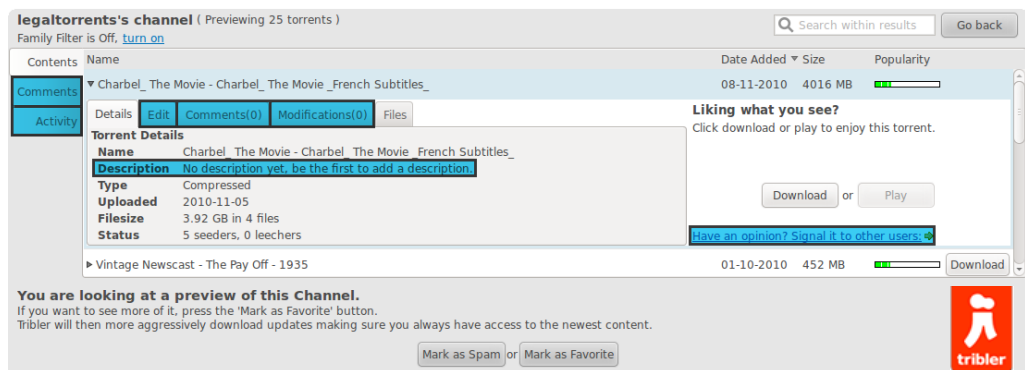 legaltorrents's channel ( Previewing 25 torrents )
Search within results
Go back
Family Filter is Off, turn on
Contents
Name
Date Added
Size
Popularity
Comments
Activity
Charbel_ The Movie - Charbel_ The Movie _French Subtitles_
08-11-2010
4016 MB
Details
Edit
Comments(0)
Modifications(0)
Files
Torrent Details
Name Charbel_ The Movie - Charbel_ The Movie _French Subtitles_
Description No description yet, be the first to add a description.
Type Compressed
Uploaded 2010-11-05
Filesize 3.92 GB in 4 files
Status 5 seeders, 0 leechers
Liking what you see?
Click download or play to enjoy this torrent.
Download or Play
Have an opinion? Signal it to other users:
Vintage Newscast - The Pay Off - 1935
01-10-2010
452 MB
Download
You are looking at a preview of this Channel.
If you want to see more of it, press the 'Mark as Favorite' button.
Tribler will then more aggressively download updates making sure you always have access to the newest content.
Mark as Spam or Mark as Favorite
tribler